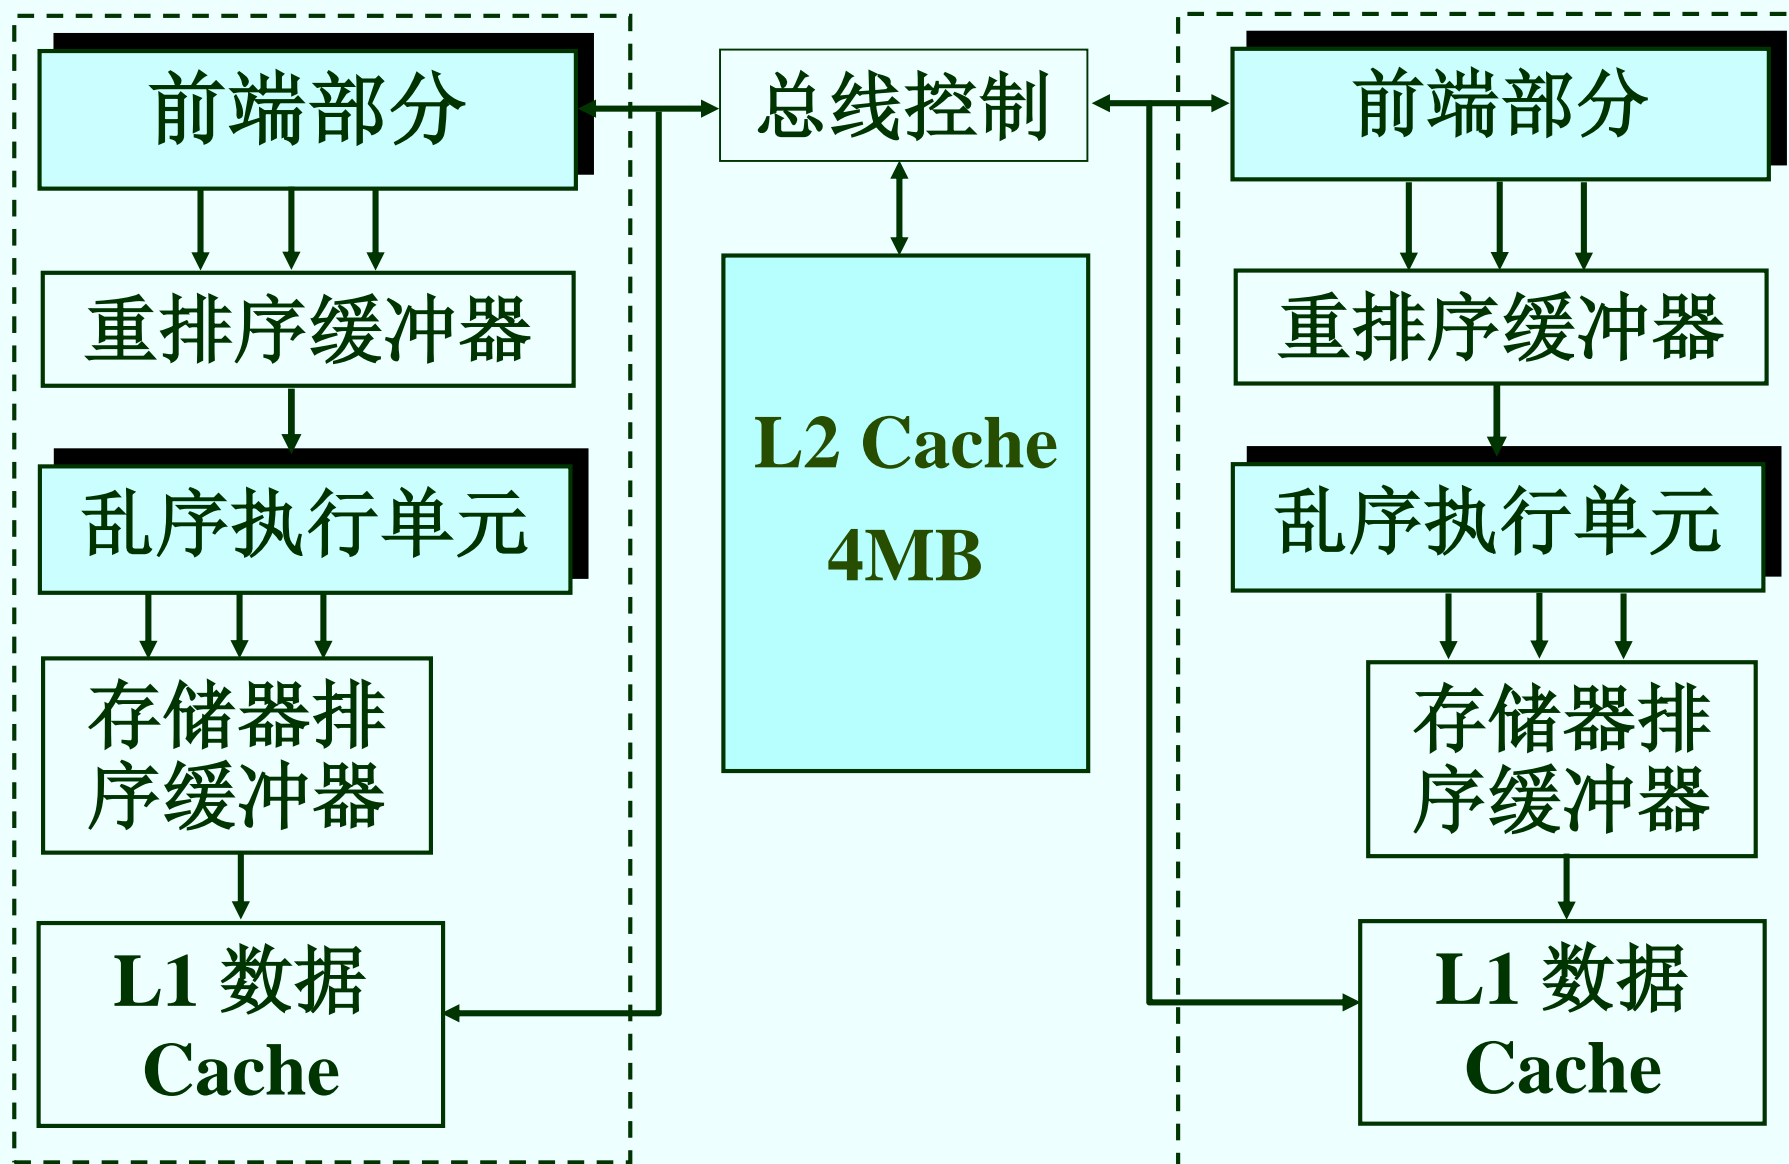 前端部分
重排序缓冲器
乱序执行单元
存储器排
序缓冲器
L1 数据
Cache
总线控制
L2 Cache
4MB
前端部分
重排序缓冲器
乱序执行单元
存储器排
序缓冲器
L1 数据
Cache